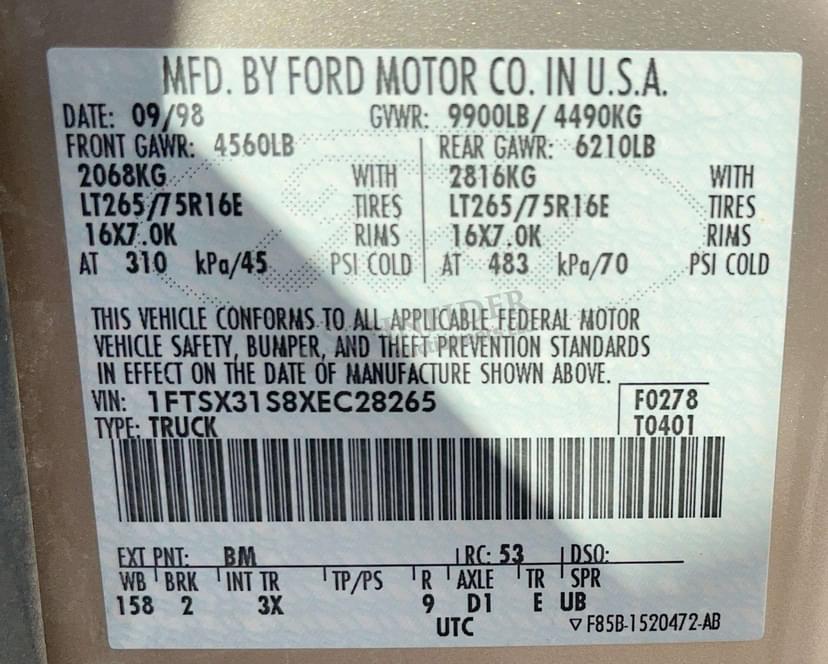 MFD. BY FORD MOTOR CO. IN U.S.A.
DATE: 09/98 GVWR: 9900LB/ 4490KG
FRONT GAWR: 4560LB REAR GAWR: 6210LB
2068KG WITH 2816KG WITH
LT265/75R16E TIRES LT265/75R16E TIRES
16X7.0K RIMS 16X7.0K RIMS
AT 310 kPa/45 PSI COLD AT 483 kPa/70 PSI COLD
THIS VEHICLE CONFORMS TO ALL APPLICABLE FEDERAL MOTOR
VEHICLE SAFETY, BUMPER, AND THEFT PREVENTION STANDARDS
IN EFFECT ON THE DATE OF MANUFACTURE SHOWN ABOVE.
VIN: 1FTSX31S8XEC28265 F0278
TYPE: TRUCK T0401
EXT PNT: BM RC: 53 DSO:
WB BRK INT TR TP/PS R AXLE TR SPR
158 2 3X 9 D1 E UB
UTC ▽ F85B-1520472-AB